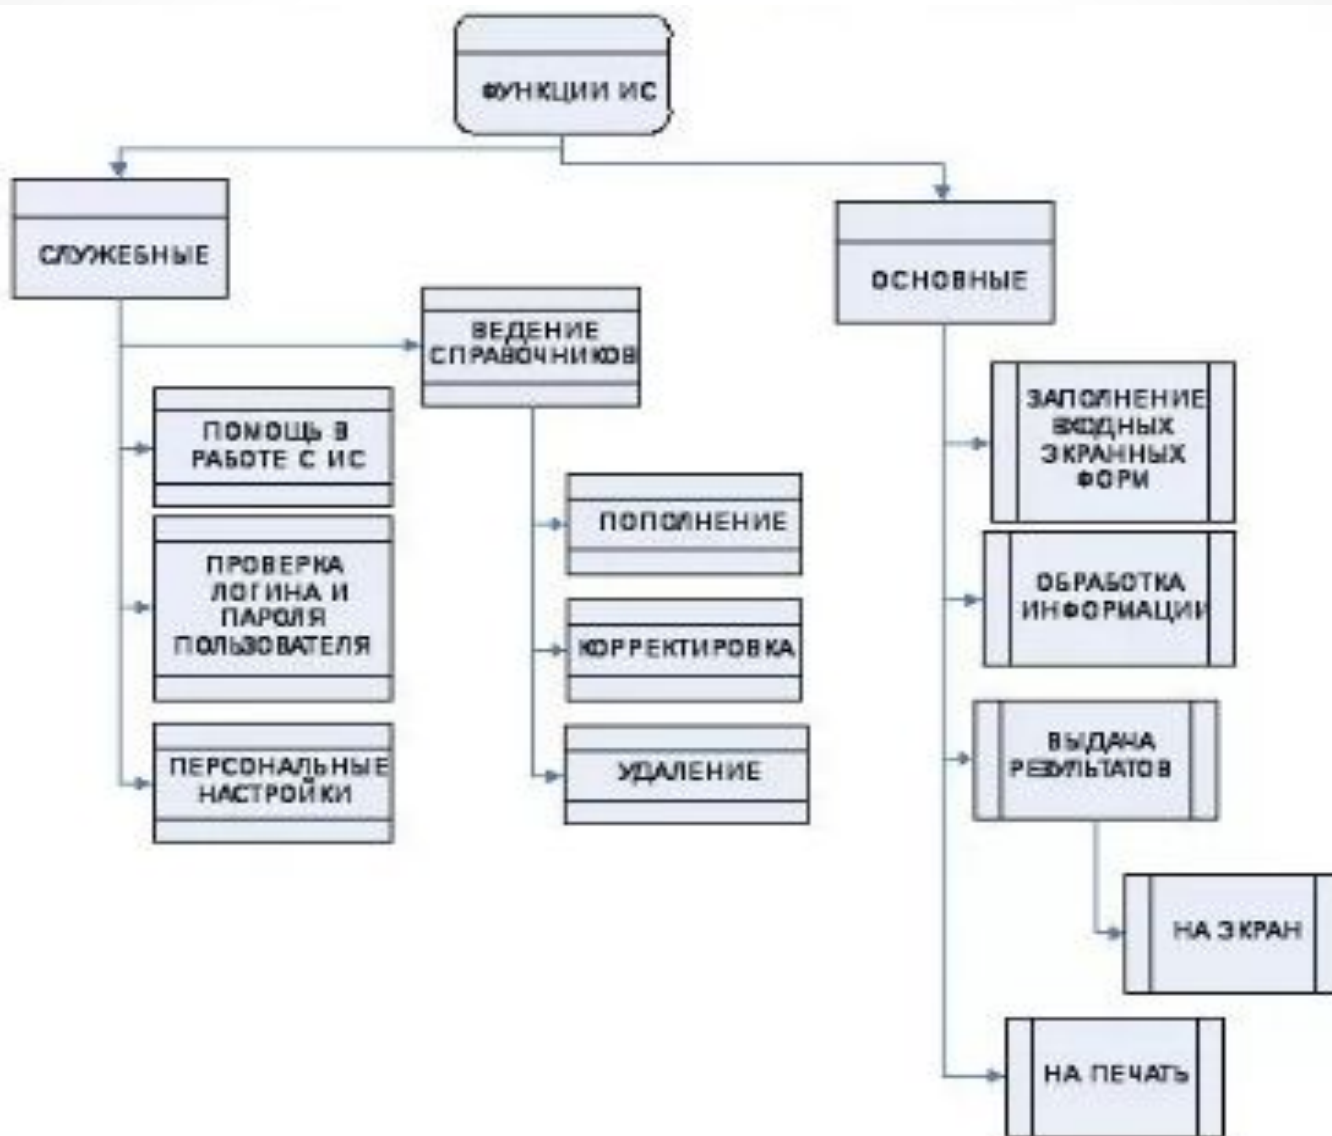 ФУНКЦИИ ИС
СЛУЖЕБНЫЕ
ОСНОВНЫЕ
ВЕДЕНИЕ
СПРАВОЧНИКОВ
ПОМОЩЬ В
РАБОТЕ С ИС
ПРОВЕРКА
ЛОГИНА И
ПАРОЛЯ
ПОЛЬЗОВАТЕЛЯ
ПЕРСОНАЛЬНЫЕ
НАСТРОЙКИ
ПОПОЛНЕНИЕ
КОРРЕКТИРОВКА
УДАЛЕНИЕ
ЗАПОЛНЕНИЕ
ВХОДНЫХ
ЭКРАННЫХ
ФОРМ
ОБРАБОТКА
ИНФОРМАЦИИ
ВЫДАЧА
РЕЗУЛЬТАТОВ
НА ЭКРАН
НА ПЕЧАТЬ